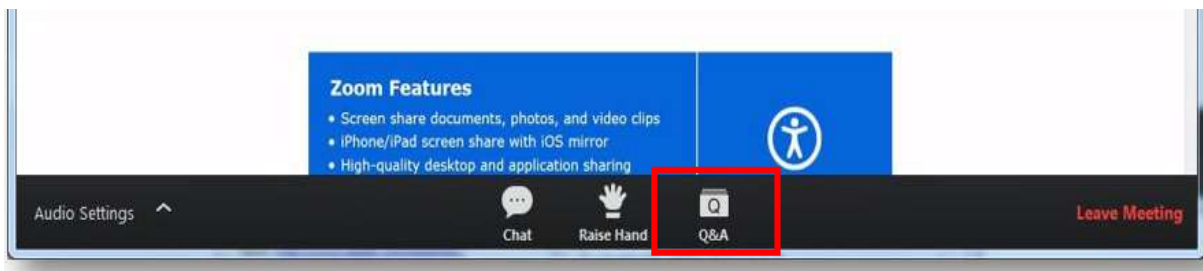 Zoom Features
• Screen share documents, photos, and video clips
• iPhone/iPad screen share with iOS mirror
• High-quality desktop and application sharing
Audio Settings
Chat
Raise Hand
Q
Q&A
Leave Meeting